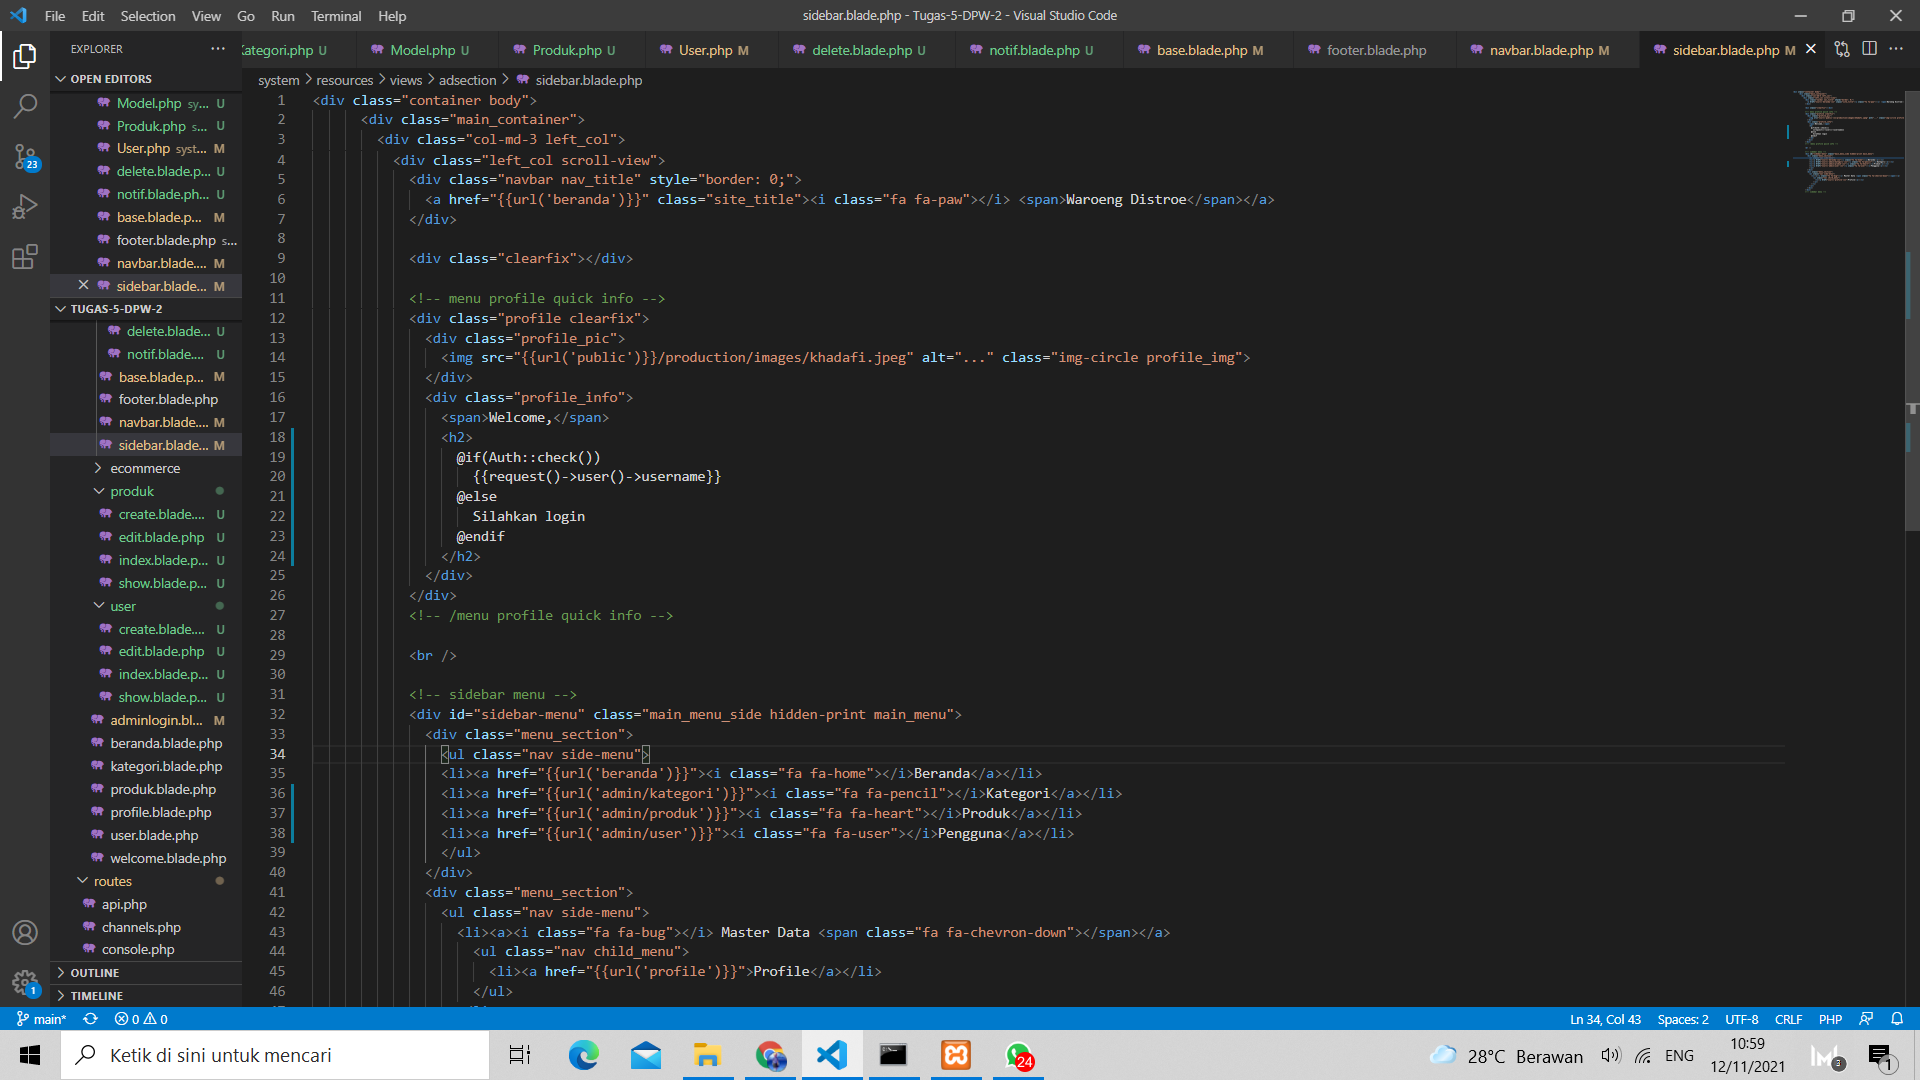 File Edit Selection View Go Run Terminal Help
sidebar.blade.php - Tugas-5-DPW-2 - Visual Studio Code
EXPLORER
Kategori.php U Model.php U Produk.php U User.php M delete.blade.php U notif.blade.php U base.blade.php M footer.blade.php navbar.blade.php M sidebar.blade.php M
OPEN EDITORS
Model.php sy... U
Produk.php s... U
User.php syst... M
delete.blade.p... U
notif.blade.ph... U
base.blade.p... M
footer.blade.php s...
navbar.blade.... M
sidebar.blade... M
TUGAS-5-DPW-2
delete.blade... U
notif.blade.... U
base.blade.p... M
footer.blade.php
navbar.blade.... M
sidebar.blade... M
ecommerce
produk
create.blade.... U
edit.blade.php U
index.blade.p... U
show.blade.p... U
user
create.blade.... U
edit.blade.php U
index.blade.p... U
show.blade.p... U
adminlogin.bl... M
beranda.blade.php
kategori.blade.php
produk.blade.php
profile.blade.php
user.blade.php
welcome.blade.php
routes
api.php
channels.php
console.php
OUTLINE
TIMELINE
23
1
system > resources > views > adsection > sidebar.blade.php
1 <div class="container body">
2 <div class="main_container">
3 <div class="col-md-3 left_col">
4 <div class="left_col scroll-view">
5 <div class="navbar nav_title" style="border: 0;">
6 <a href="{{url('beranda')}}" class="site_title"><i class="fa fa-paw"></i> <span>Waroeng Distroe</span></a>
7 </div>
8
9 <div class="clearfix"></div>
10
11 <!-- menu profile quick info -->
12 <div class="profile clearfix">
13 <div class="profile_pic">
14 <img src="{{url('public')}}/production/images/khadafi.jpeg" alt="..." class="img-circle profile_img">
15 </div>
16 <div class="profile_info">
17 <span>Welcome,</span>
18 <h2>
19 @if(Auth::check())
20 {{request()->user()->username}}
21 @else
22 Silahkan login
23 @endif
24 </h2>
25 </div>
26 </div>
27 <!-- /menu profile quick info -->
28
29 <br />
30
31 <!-- sidebar menu -->
32 <div id="sidebar-menu" class="main_menu_side hidden-print main_menu">
33 <div class="menu_section">
34 <ul class="nav side-menu">
35 <li><a href="{{url('beranda')}}"><i class="fa fa-home"></i>Beranda</a></li>
36 <li><a href="{{url('admin/kategori')}}"><i class="fa fa-pencil"></i>Kategori</a></li>
37 <li><a href="{{url('admin/produk')}}"><i class="fa fa-heart"></i>Produk</a></li>
38 <li><a href="{{url('admin/user')}}"><i class="fa fa-user"></i>Pengguna</a></li>
39 </ul>
40 </div>
41 <div class="menu_section">
42 <ul class="nav side-menu">
43 <li><a><i class="fa fa-bug"></i> Master Data <span class="fa fa-chevron-down"></span></a>
44 <ul class="nav child_menu">
45 <li><a href="{{url('profile')}}">Profile</a></li>
46 </ul>
main* 0 0
Ln 34, Col 43 Spaces: 2 UTF-8 CRLF PHP
Ketik di sini untuk mencari
24
28°C Berawan
ENG
10:59
12/11/2021
3
1